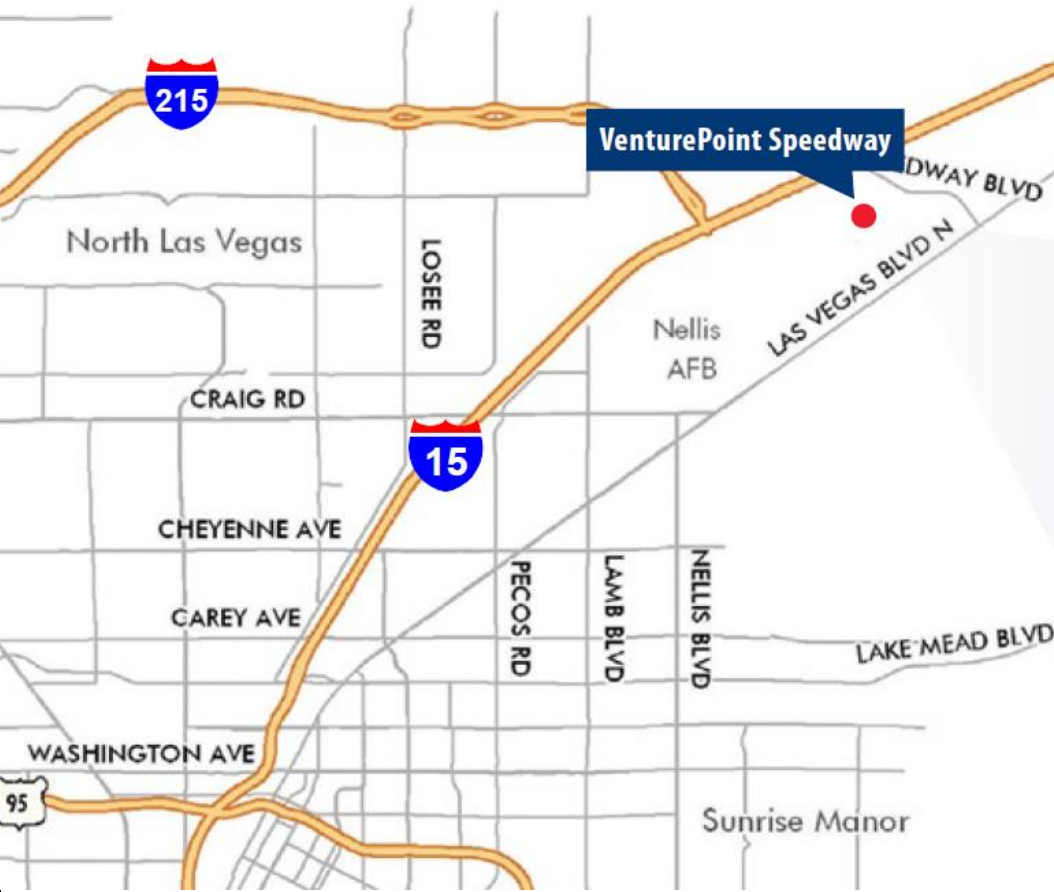 215
VenturePoint Speedway
DWAY BLVD
North Las Vegas
LOSEE RD
LAS VEGAS BLVD N
Nellis
AFB
CRAIG RD
15
CHEYENNE AVE
PECOS RD
LAMB BLVD
NELLIS BLVD
CAREY AVE
LAKE MEAD BLVD
WASHINGTON AVE
95
Sunrise Manor